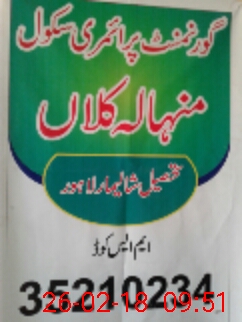 گورنمنٹ پرائمری سکول
منہالہ کلاں
تحصیل شالیمار لاہور
ایم ایس کوڈ
35210234
26-02-18 09:51